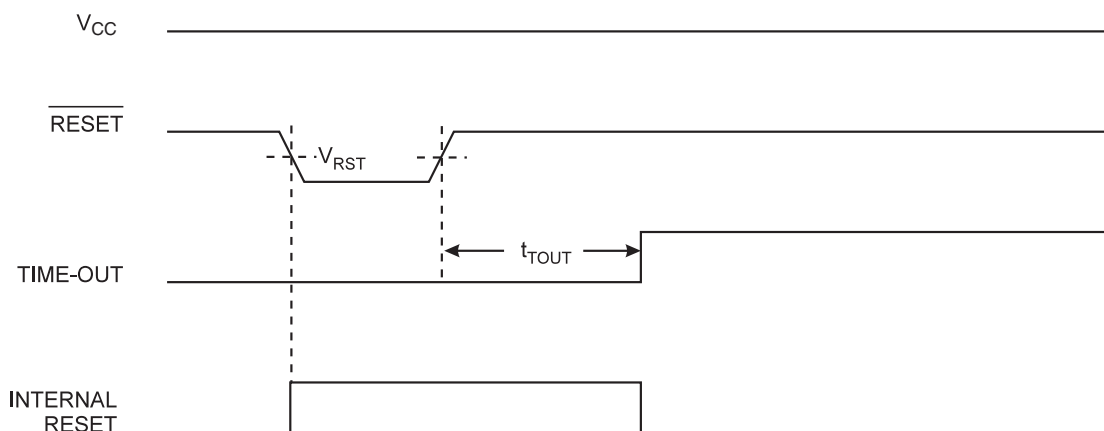 VCC
RESET
VRST
tTOUT
TIME-OUT
INTERNAL
RESET